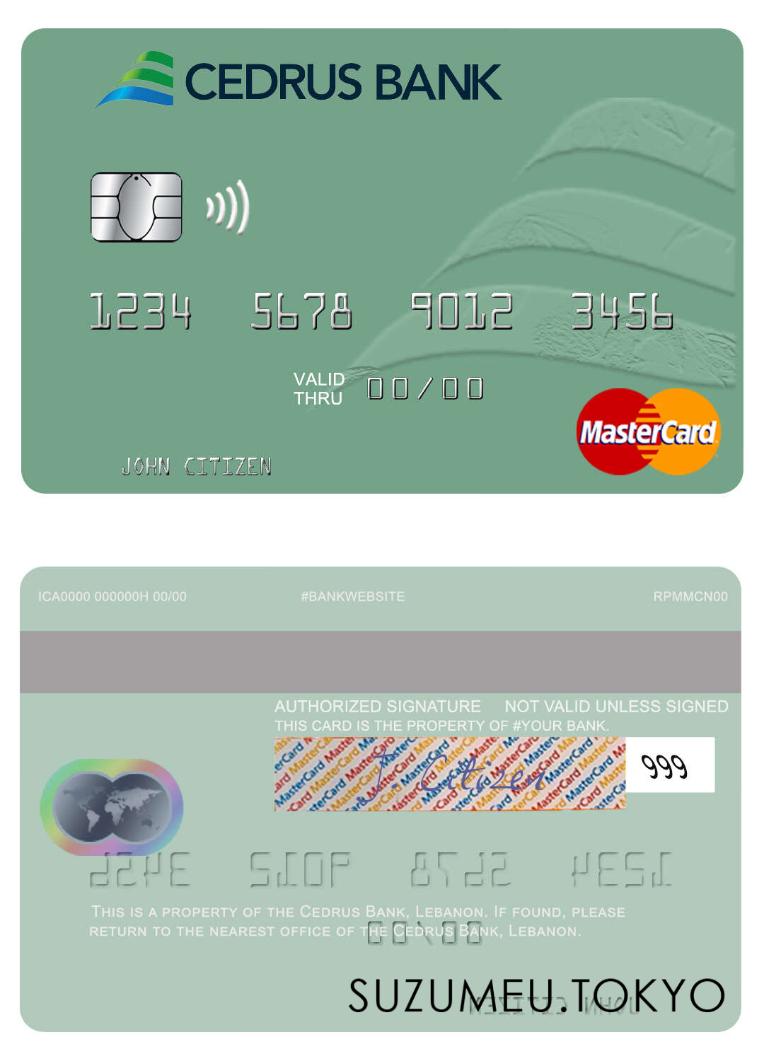 CEDRUS BANK
1234 5678 9012 3456
VALID
THRU 00/00
MasterCard
JOHN CITIZEN
ICA0000 000000H 00/00 #BANKWEBSITE RPMMCN00
AUTHORIZED SIGNATURE NOT VALID UNLESS SIGNED
THIS CARD IS THE PROPERTY OF #YOUR BANK.
J. Citizen 999
THIS IS A PROPERTY OF THE CEDRUS BANK, LEBANON. IF FOUND, PLEASE
RETURN TO THE NEAREST OFFICE OF THE CEDRUS BANK, LEBANON.
SUZUMEU.TOKYO